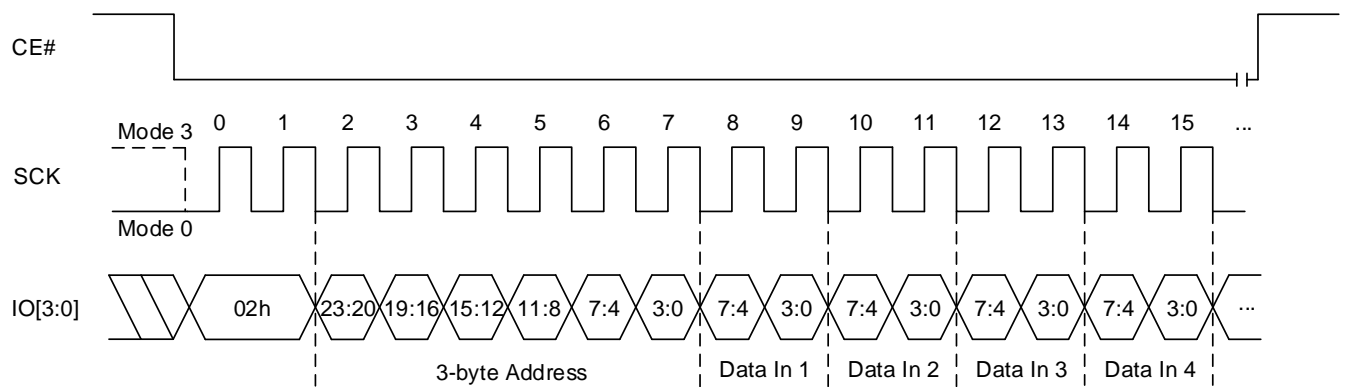 CE#
Mode 3 0 1 2 3 4 5 6 7 8 9 10 11 12 13 14 15 ...
SCK
Mode 0
IO[3:0] 02h 23:20 19:16 15:12 11:8 7:4 3:0 7:4 3:0 7:4 3:0 7:4 3:0 7:4 3:0 ...
3-byte Address Data In 1 Data In 2 Data In 3 Data In 4